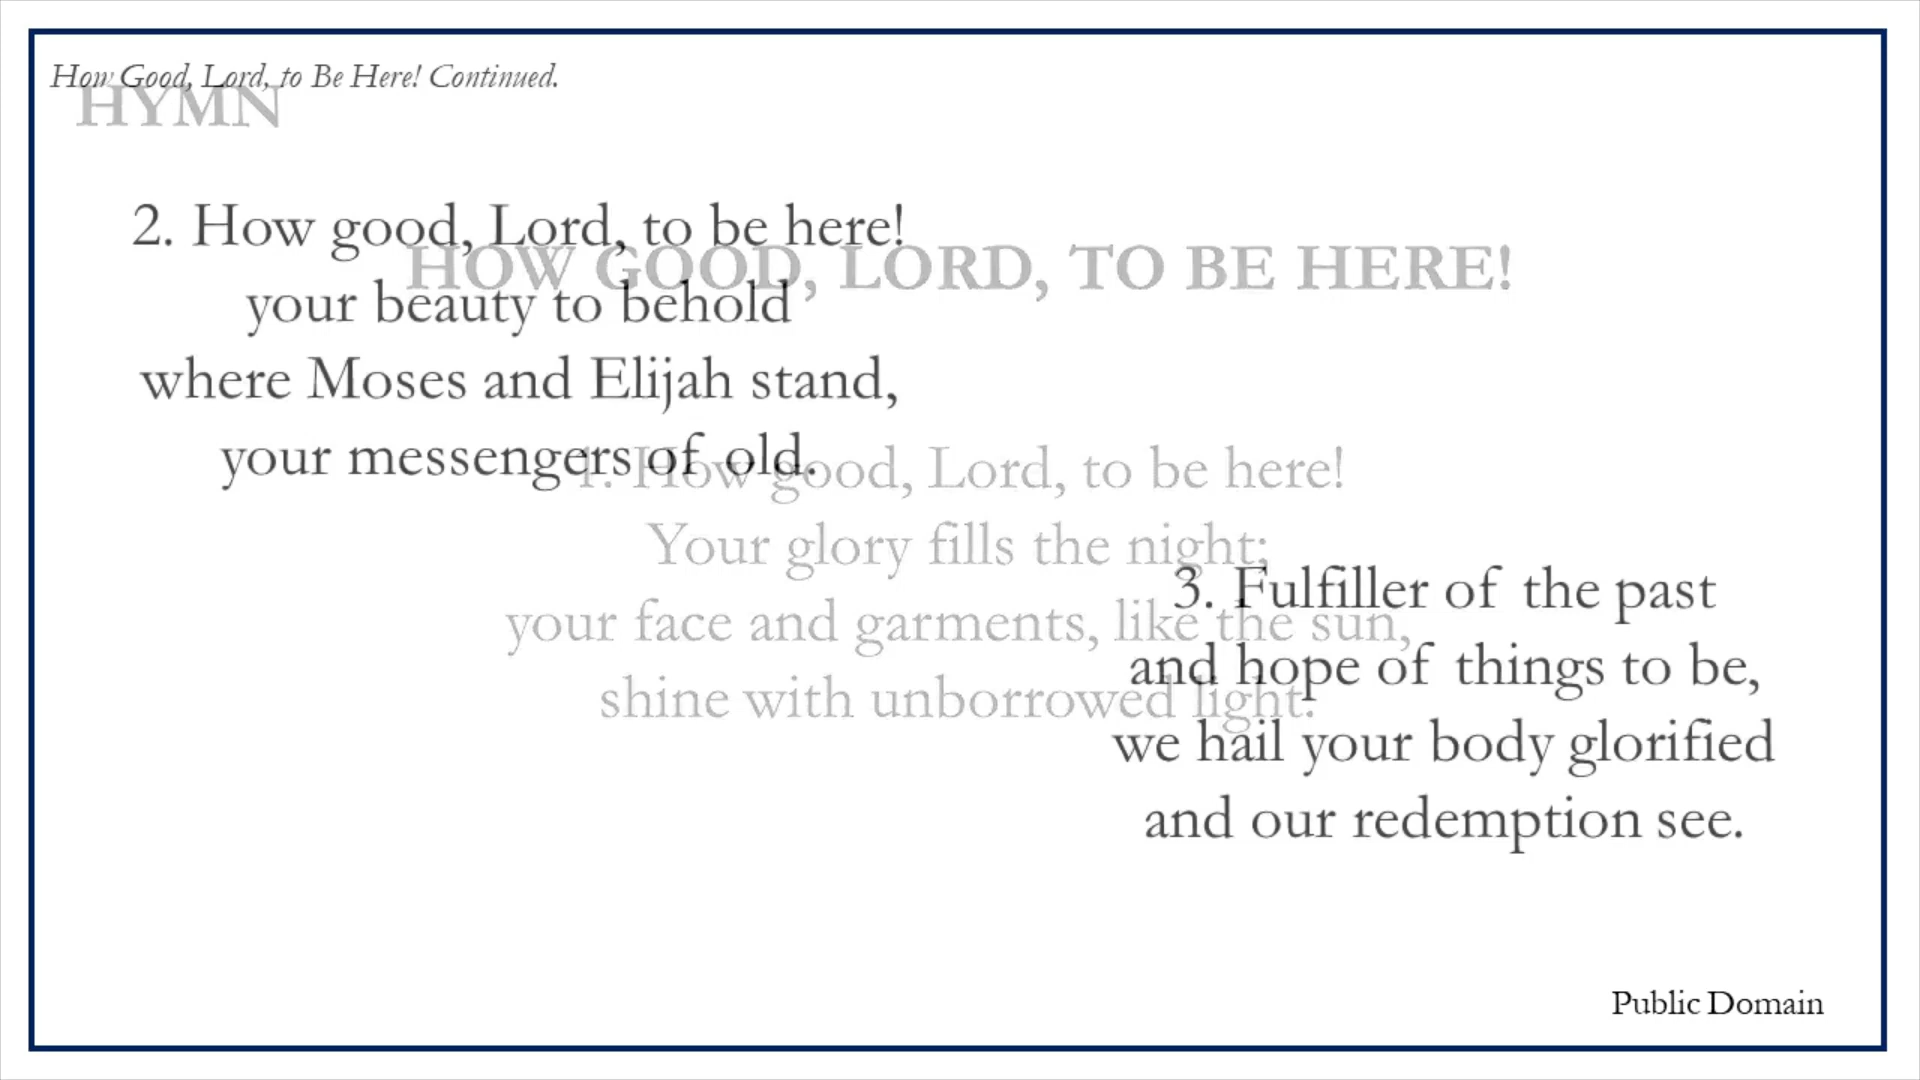 How Good, Lord, to Be Here! Continued.
HYMN
2. How good, Lord, to be here!
your beauty to behold
where Moses and Elijah stand,
your messengers of old.
HOW GOOD, LORD, TO BE HERE!
1. How good, Lord, to be here!
Your glory fills the night;
your face and garments, like the sun,
shine with unborrowed light.
3. Fulfiller of the past
and hope of things to be,
we hail your body glorified
and our redemption see.
Public Domain